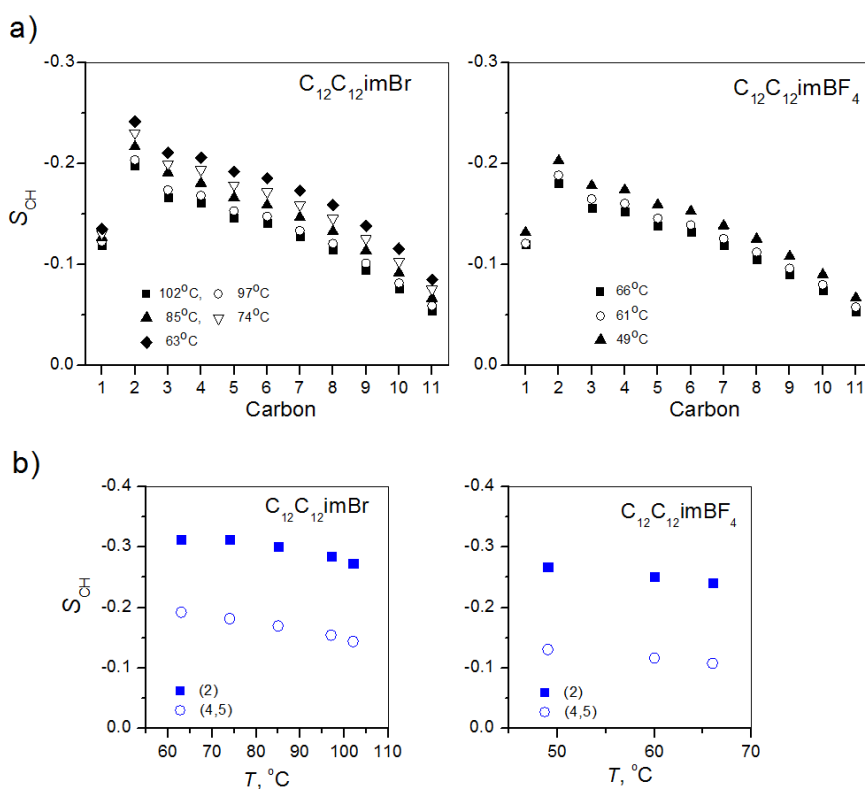 a)
-0.3
-0.2
-0.1
0.0
S_CH
C₁₂C₁₂imBr
102°C, 97°C
85°C, 74°C
63°C
1 2 3 4 5 6 7 8 9 10 11
Carbon
-0.3
-0.2
-0.1
0.0
C₁₂C₁₂imBF₄
66°C
61°C
49°C
1 2 3 4 5 6 7 8 9 10 11
Carbon
b)
-0.4
-0.3
-0.2
-0.1
0.0
S_CH
C₁₂C₁₂imBr
(2)
(4,5)
60 70 80 90 100 110
T, °C
-0.4
-0.3
-0.2
-0.1
0.0
C₁₂C₁₂imBF₄
(2)
(4,5)
50 60 70
T, °C